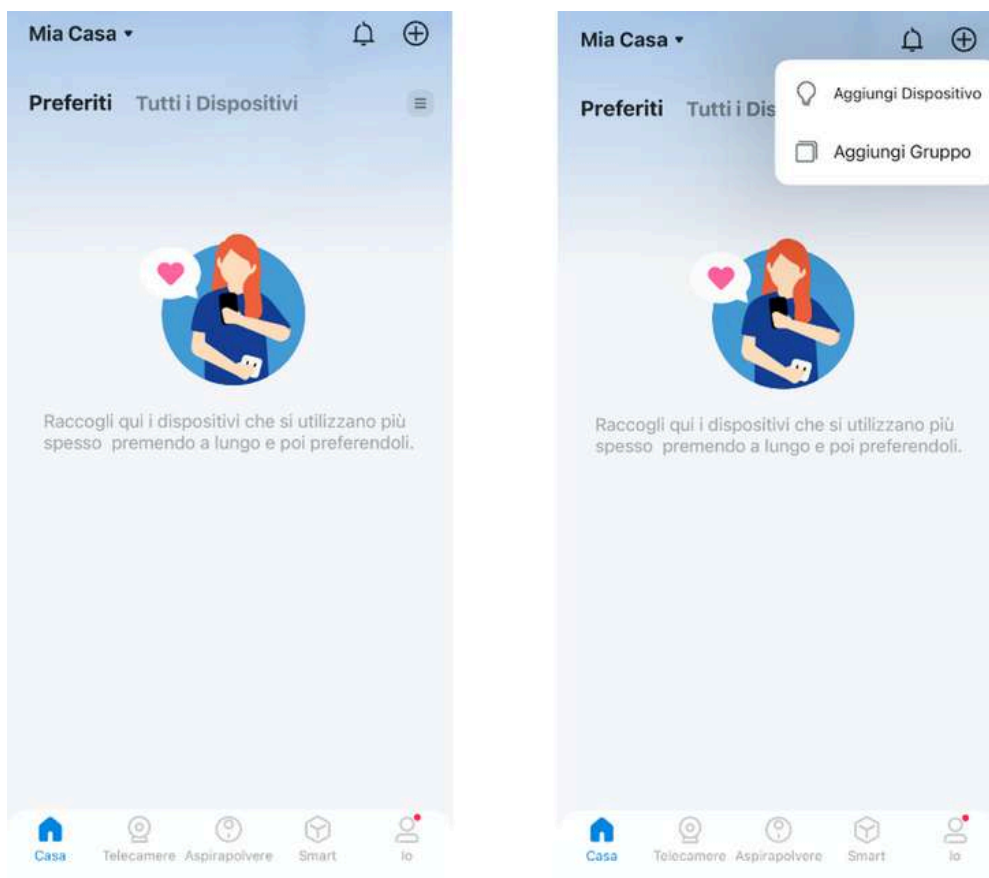 Mia Casa
Preferiti Tutti i Dispositivi
Raccogli qui i dispositivi che si utilizzano più
spesso premendo a lungo e poi preferendoli.
Casa Telecamere Aspirapolvere Smart Io
Mia Casa
Preferiti Tutti i Dis
Aggiungi Dispositivo
Aggiungi Gruppo
Raccogli qui i dispositivi che si utilizzano più
spesso premendo a lungo e poi preferendoli.
Casa Telecamere Aspirapolvere Smart Io